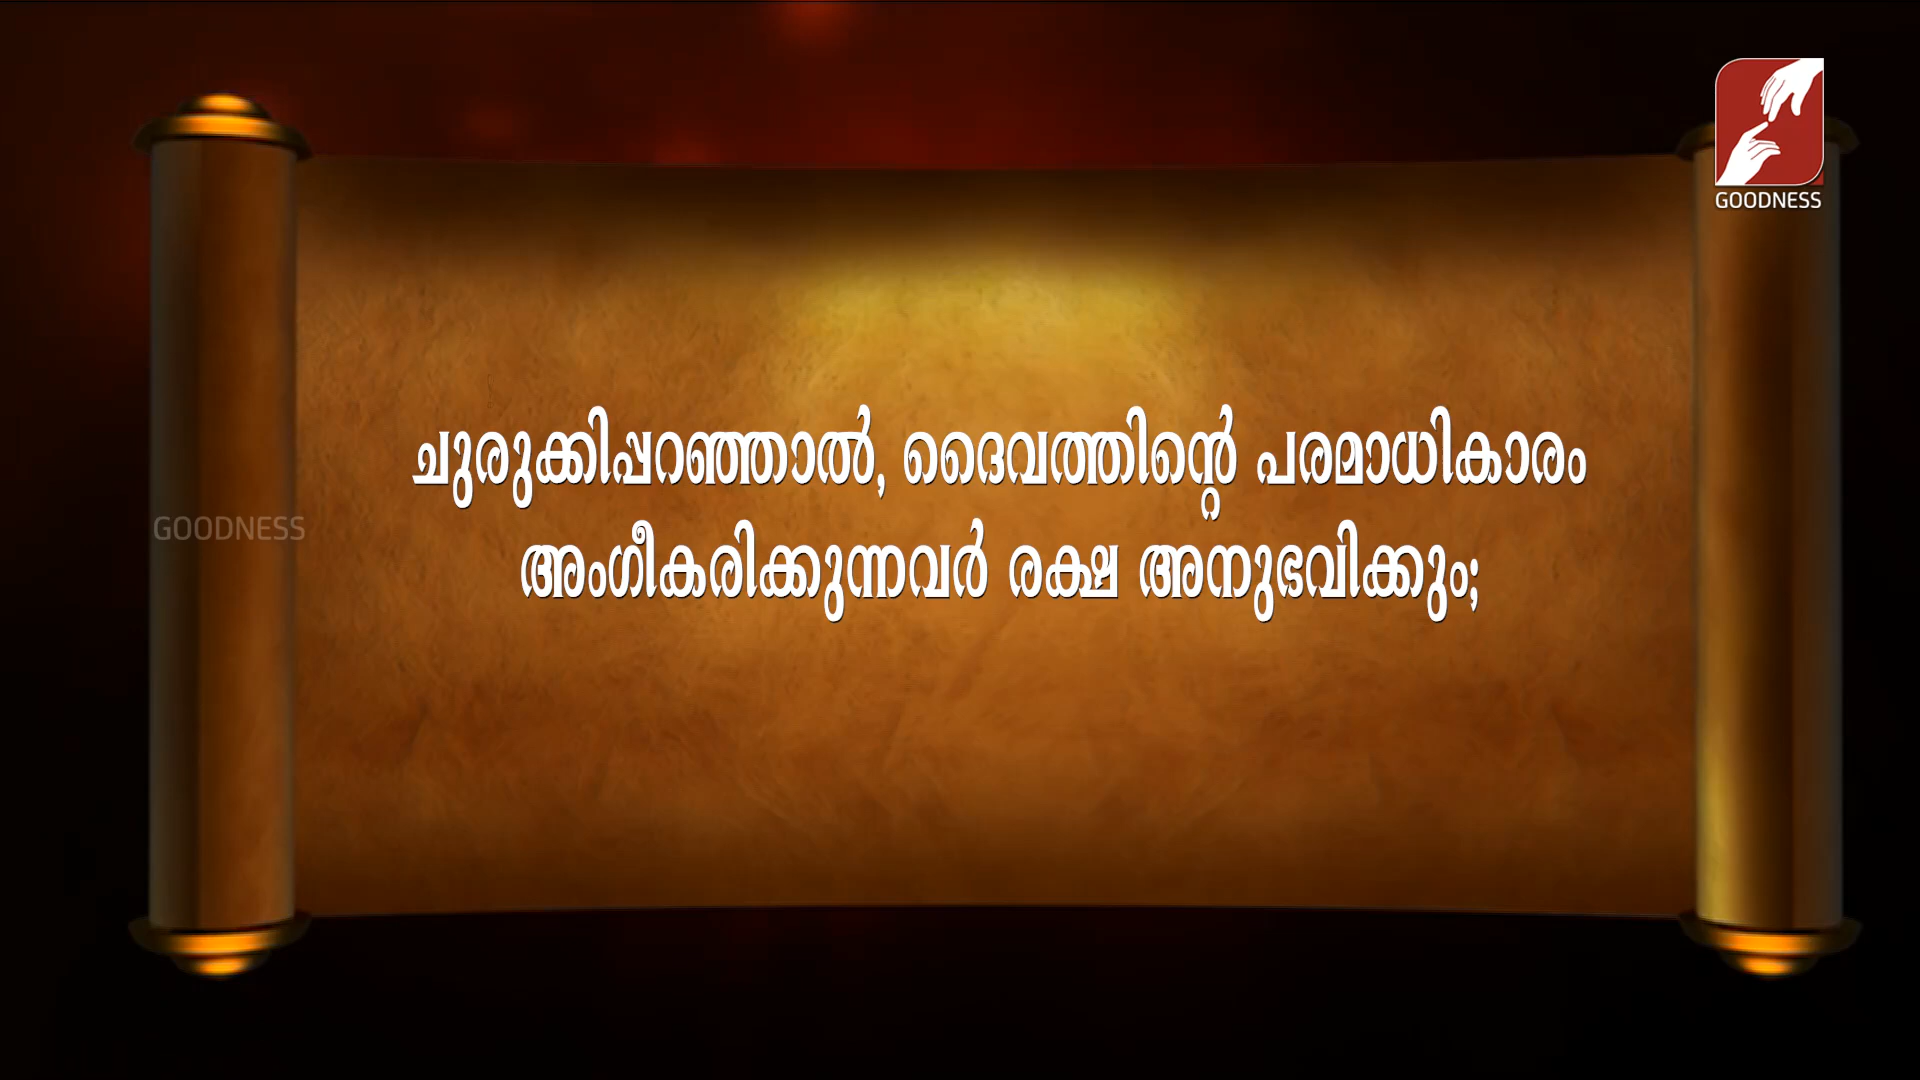 GOODNESS
ചുരുക്കിപ്പറഞ്ഞാൽ, ദൈവത്തിന്റെ പരമാധികാരം
GOODNESS
അംഗീകരിക്കുന്നവർ രക്ഷ അനുഭവിക്കും;